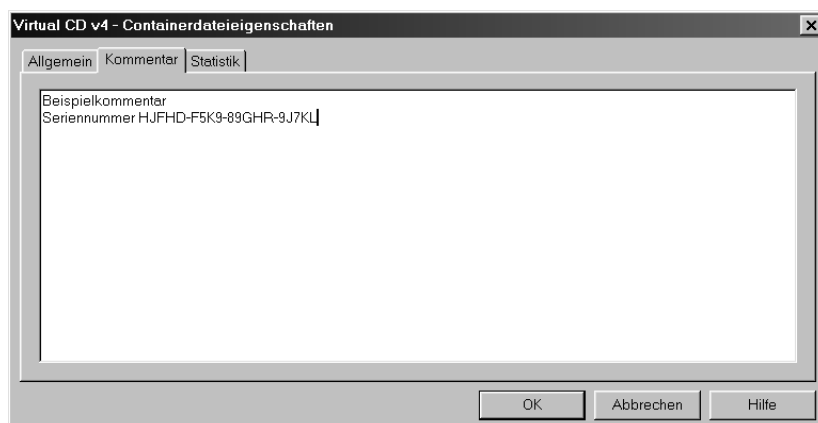 Virtual CD v4 - Containerdateieigenschaften
Allgemein Kommentar Statistik
Beispielkommentar
Seriennummer HJFHD-F5K9-89GHR-9J7KL
OK Abbrechen Hilfe